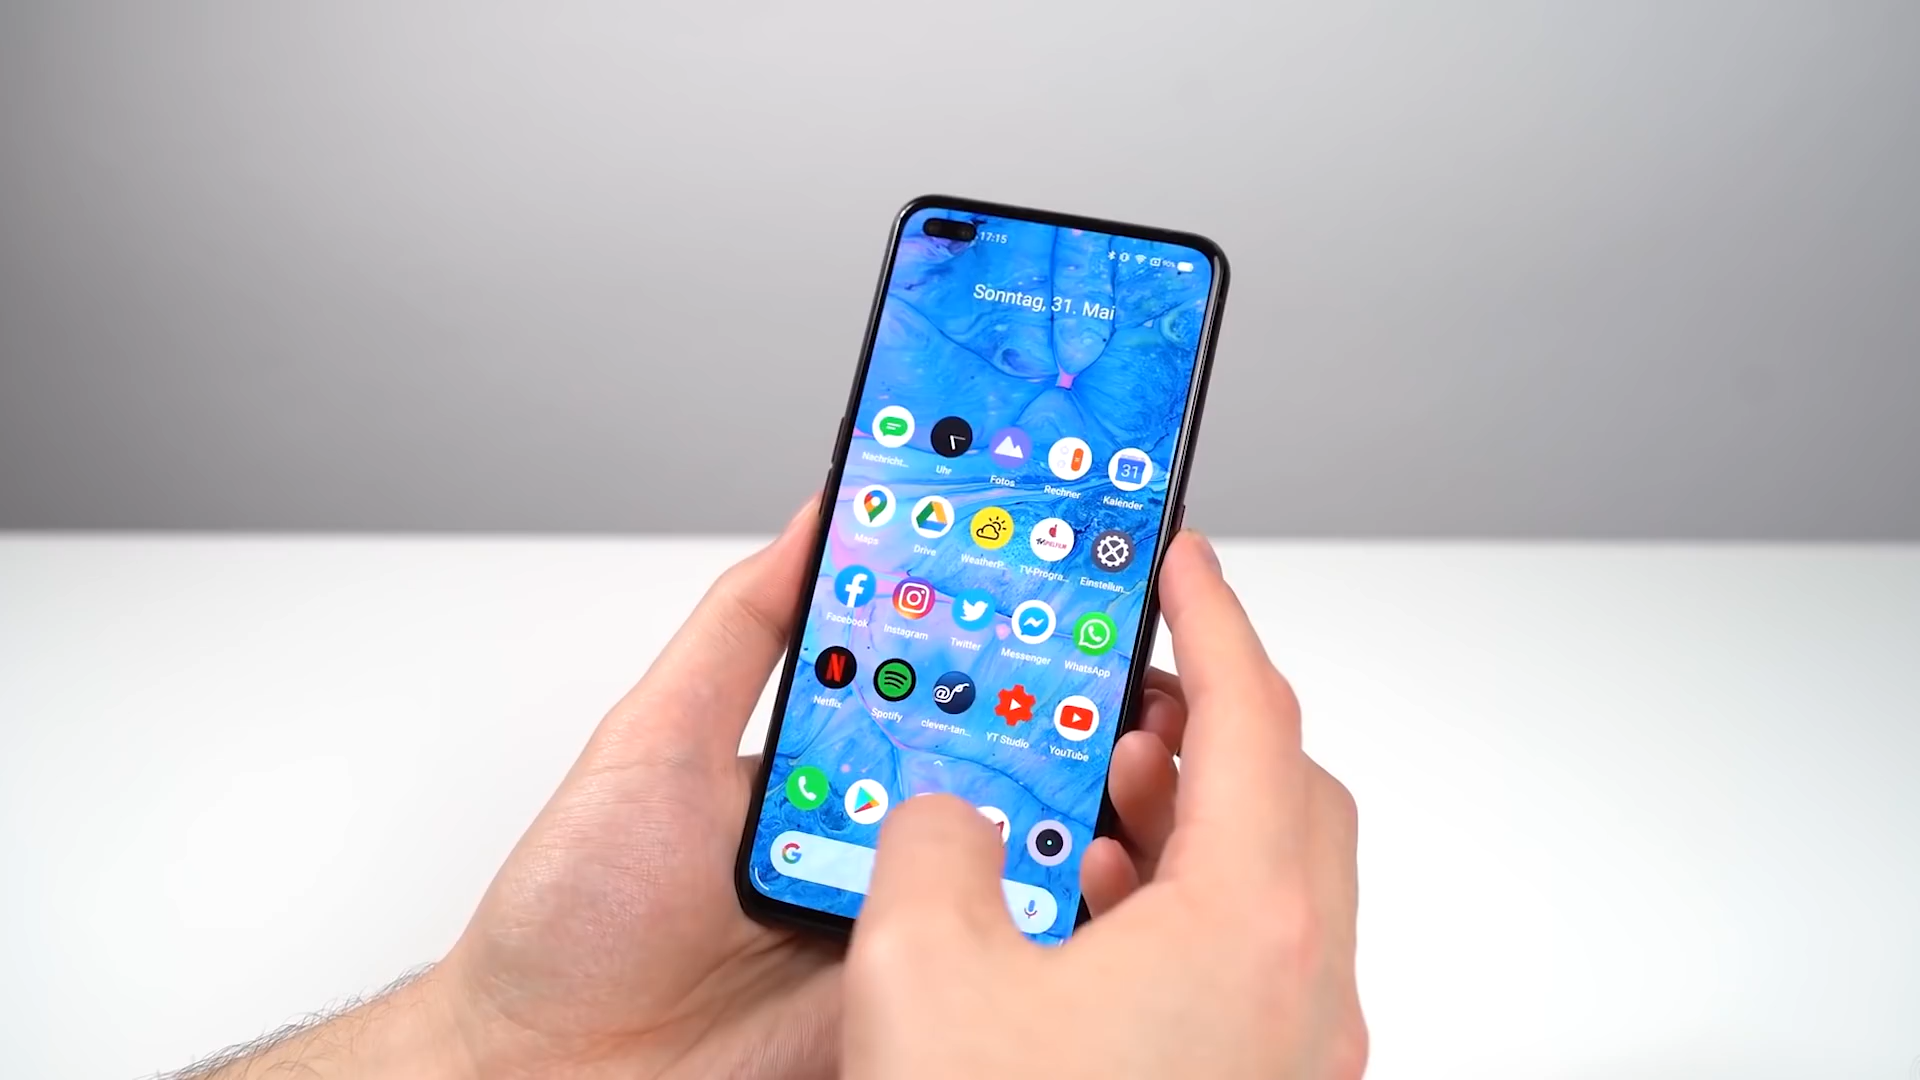 17:15
90%
Sonntag, 31. Mai
31
Nachricht...
Uhr
Fotos
Rechner
Kalender
Maps
Drive
WeatherP...
TV-Progra...
Einstellun...
Facebook
Instagram
Twitter
Messenger
WhatsApp
Netflix
Spotify
clever-tan...
YT Studio
YouTube